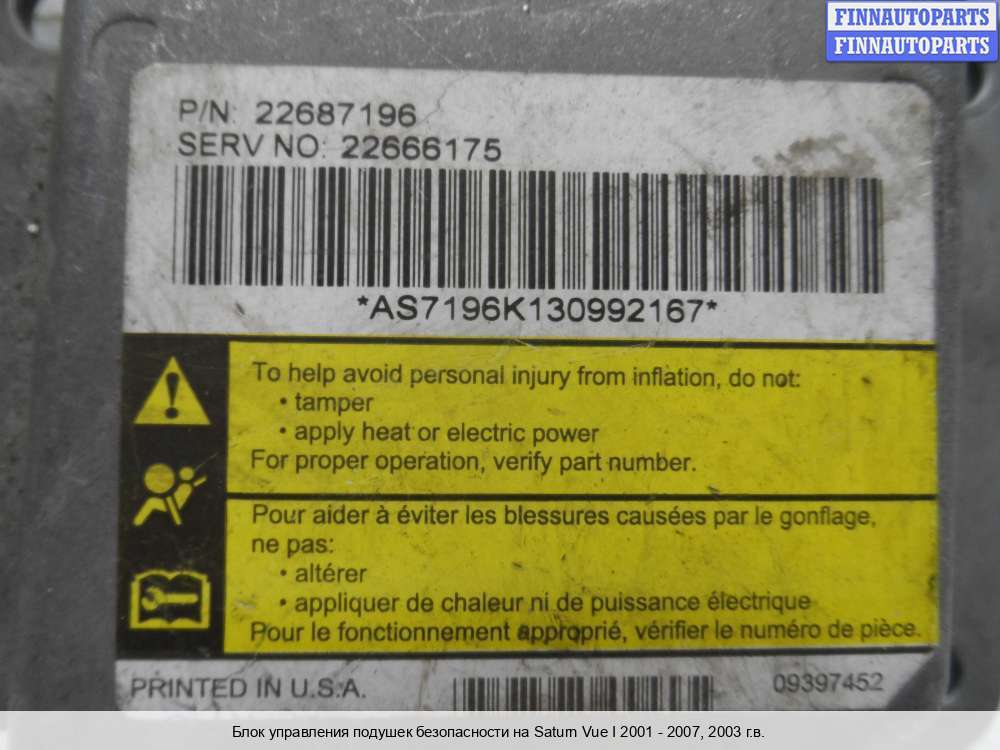 FINNAUTOPARTS
FINNAUTOPARTS
P/N: 22687196
SERV NO: 22666175
*AS7196K130992167*
To help avoid personal injury from inflation, do not:
• tamper
• apply heat or electric power
For proper operation, verify part number.
Pour aider à éviter les blessures causées par le gonflage,
ne pas:
• altérer
• appliquer de chaleur ni de puissance électrique
Pour le fonctionnement approprié, vérifier le numéro de pièce.
PRINTED IN U.S.A.
09397452
Блок управления подушек безопасности на Saturn Vue I 2001 - 2007, 2003 г.в.